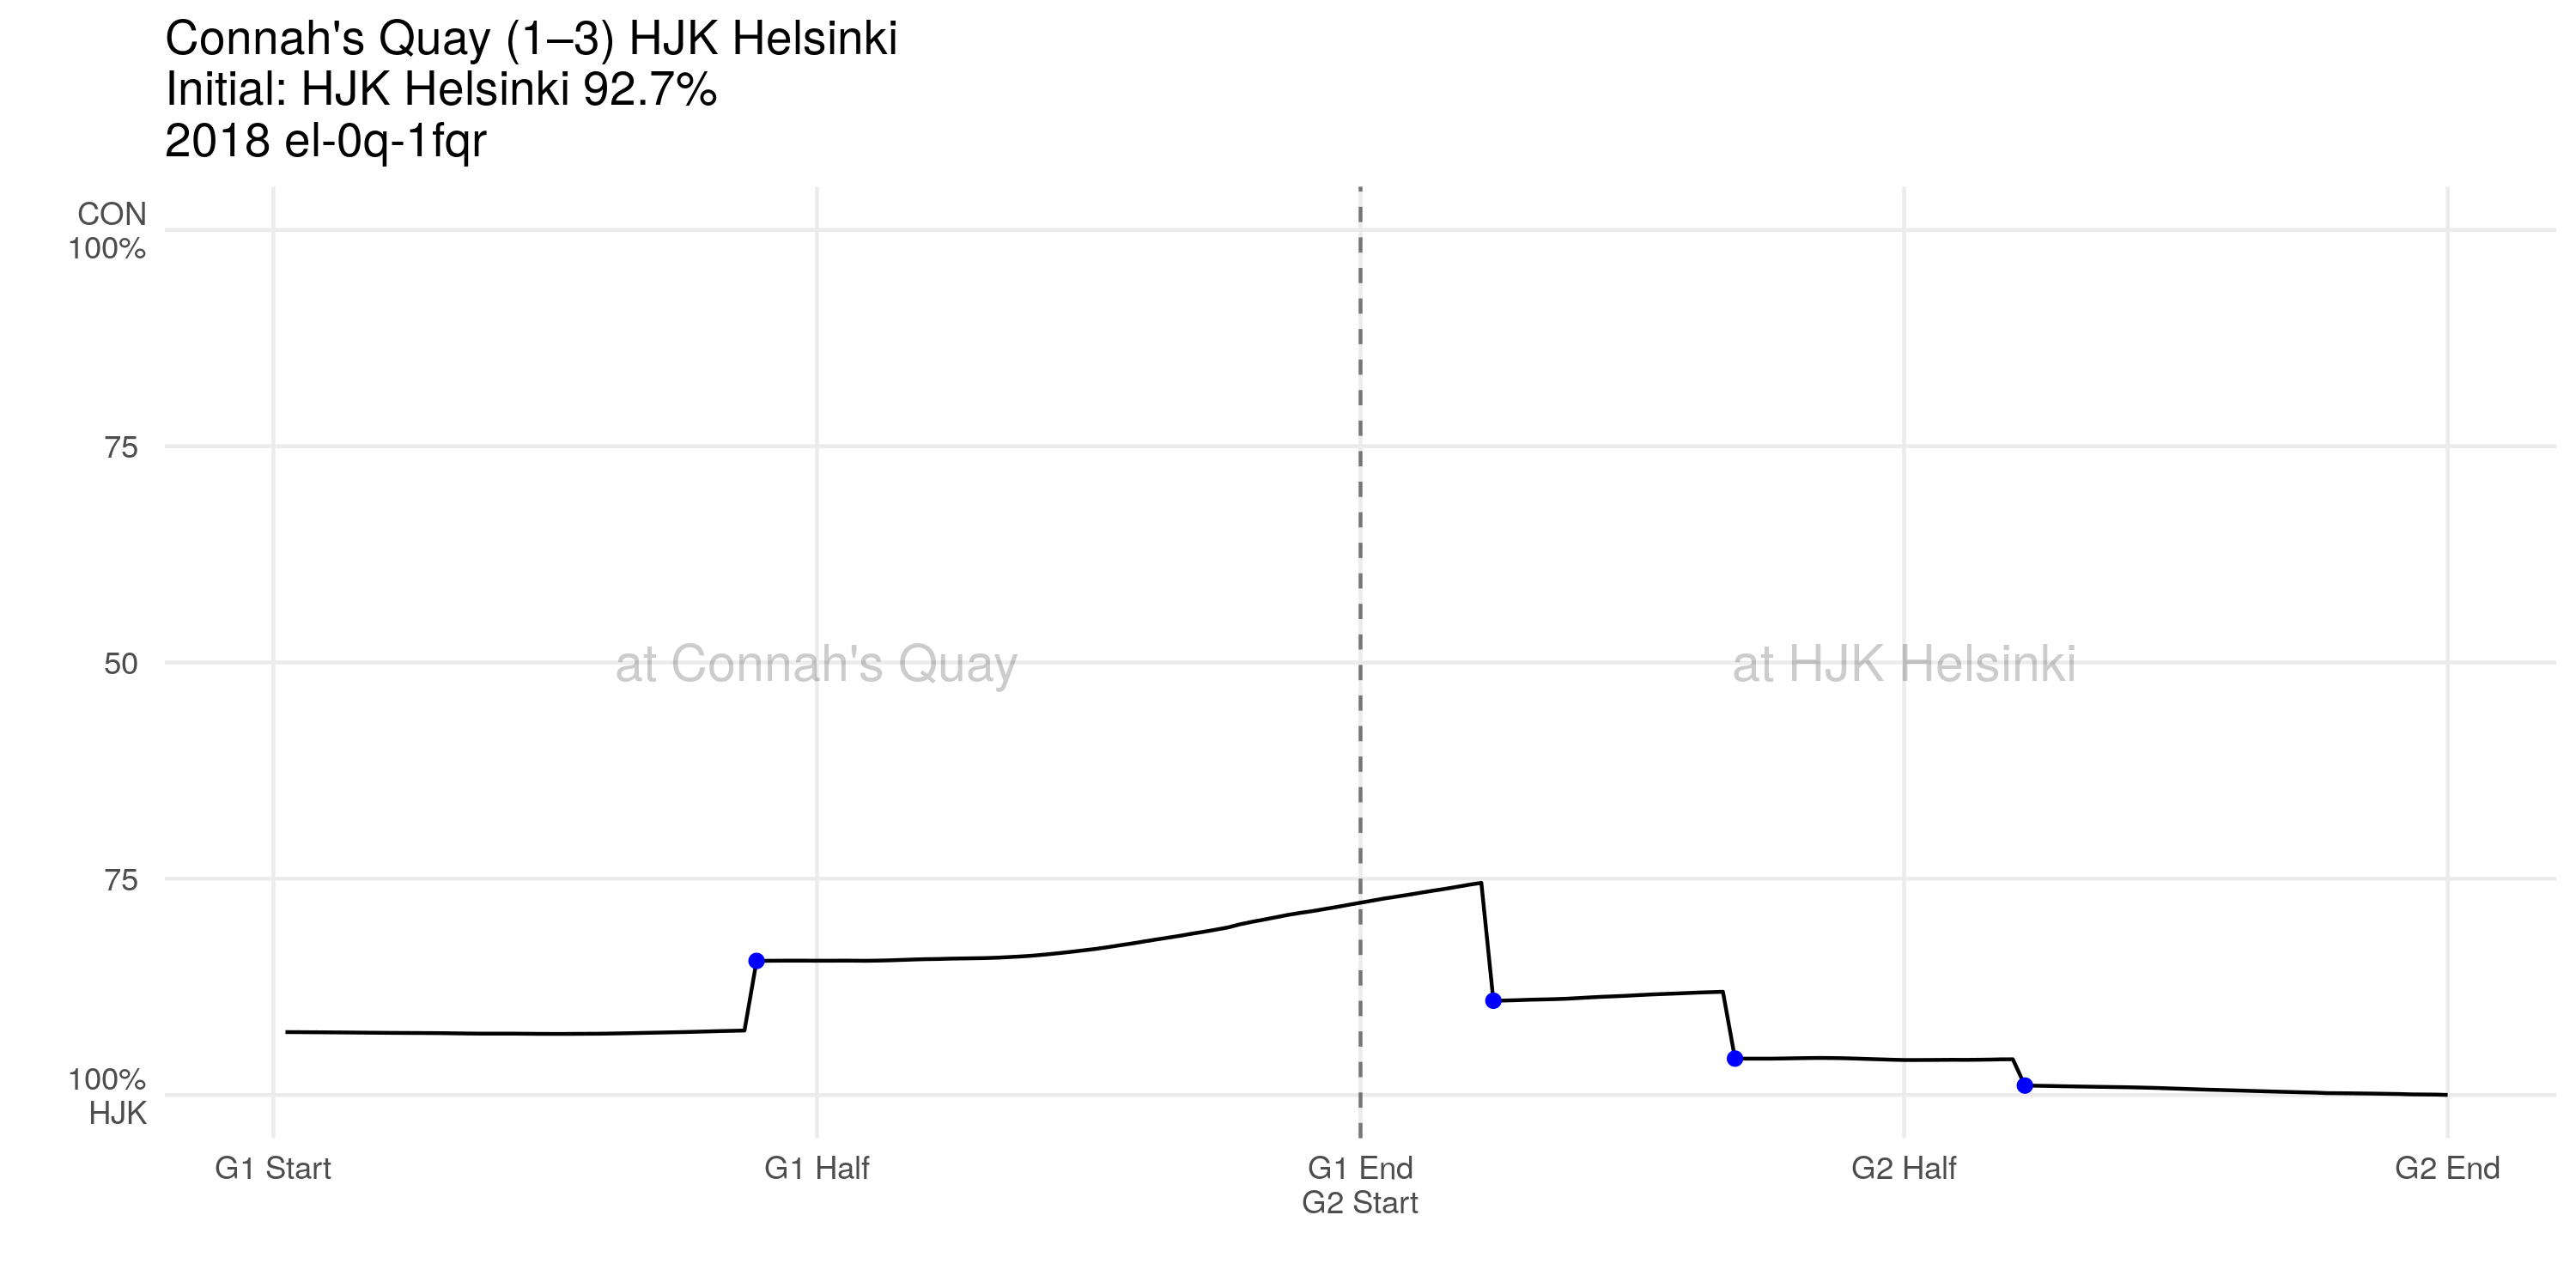 Connah's Quay (1–3) HJK Helsinki
Initial: HJK Helsinki 92.7%
2018 el-0q-1fqr
CON
100%
75
50
75
100%
HJK
at Connah's Quay
at HJK Helsinki
G1 Start
G1 Half
G1 End
G2 Start
G2 Half
G2 End